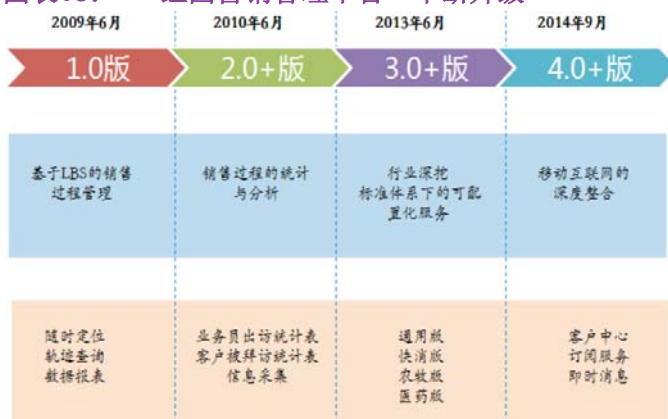 2009年6月
2010年6月
2013年6月
2014年9月
1.0版
2.0+版
3.0+版
4.0+版
基于LBS的销售
过程管理
销售过程的统计
与分析
行业深挖
标准体系下的可配
置化服务
移动互联网的
深度整合
随时定位
轨迹查询
数据报表
业务员出访统计表
客户被拜访统计表
信息采集
通用版
快消版
农牧版
医药版
客户中心
订阅服务
即时消息